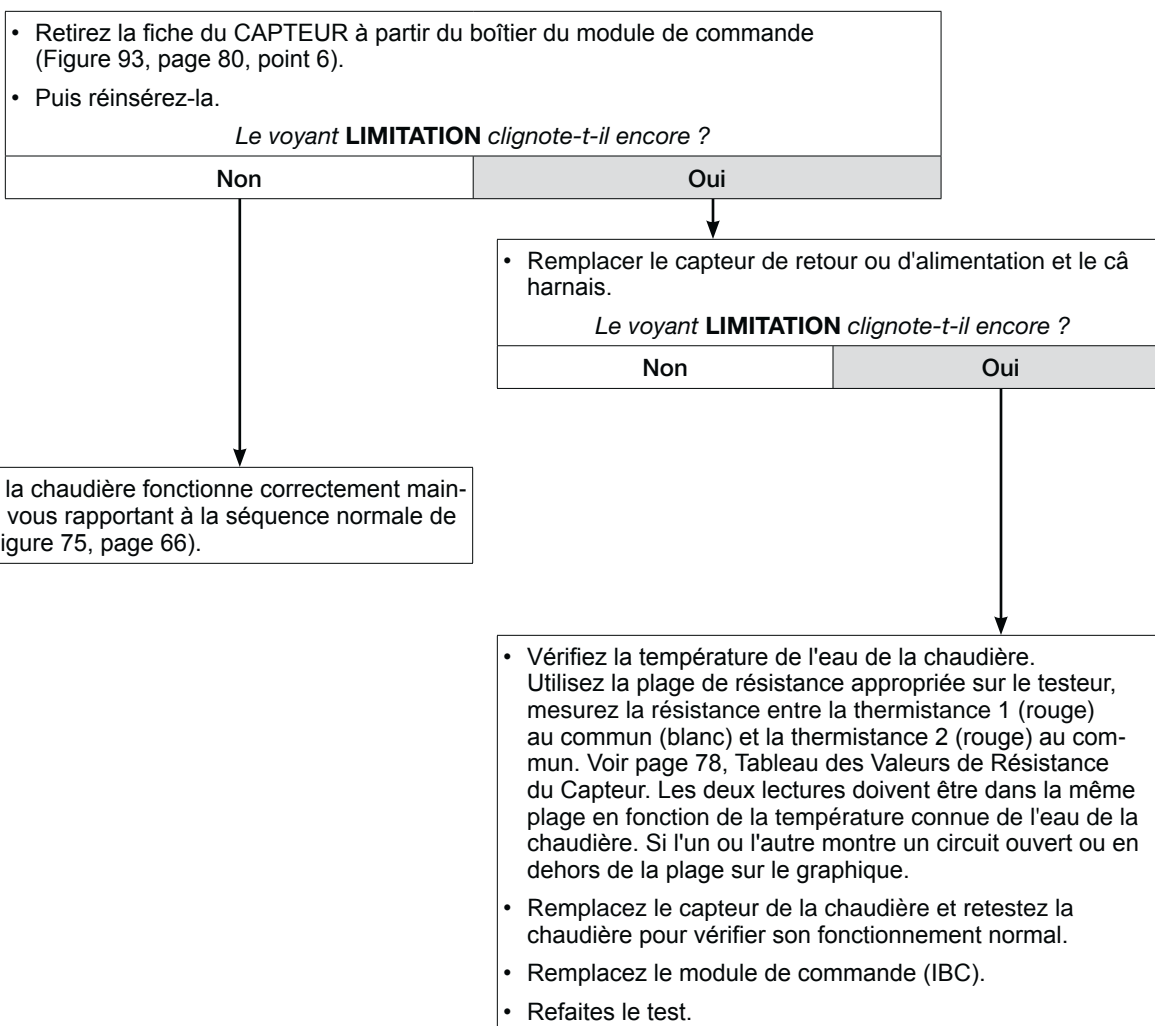 • Retirez la fiche du CAPTEUR à partir du boîtier du module de commande
(Figure 93, page 80, point 6).
• Puis réinsérez-la.
Le voyant LIMITATION clignote-t-il encore ?
Non
Oui
• Remplacer le capteur de retour ou d'alimentation et le câ
harnais.
Le voyant LIMITATION clignote-t-il encore ?
Non
Oui
la chaudière fonctionne correctement main-
vous rapportant à la séquence normale de
igure 75, page 66).
• Vérifiez la température de l'eau de la chaudière.
Utilisez la plage de résistance appropriée sur le testeur,
mesurez la résistance entre la thermistance 1 (rouge)
au commun (blanc) et la thermistance 2 (rouge) au com-
mun. Voir page 78, Tableau des Valeurs de Résistance
du Capteur. Les deux lectures doivent être dans la même
plage en fonction de la température connue de l'eau de la
chaudière. Si l'un ou l'autre montre un circuit ouvert ou en
dehors de la plage sur le graphique.
• Remplacez le capteur de la chaudière et retestez la
chaudière pour vérifier son fonctionnement normal.
• Remplacez le module de commande (IBC).
• Refaites le test.